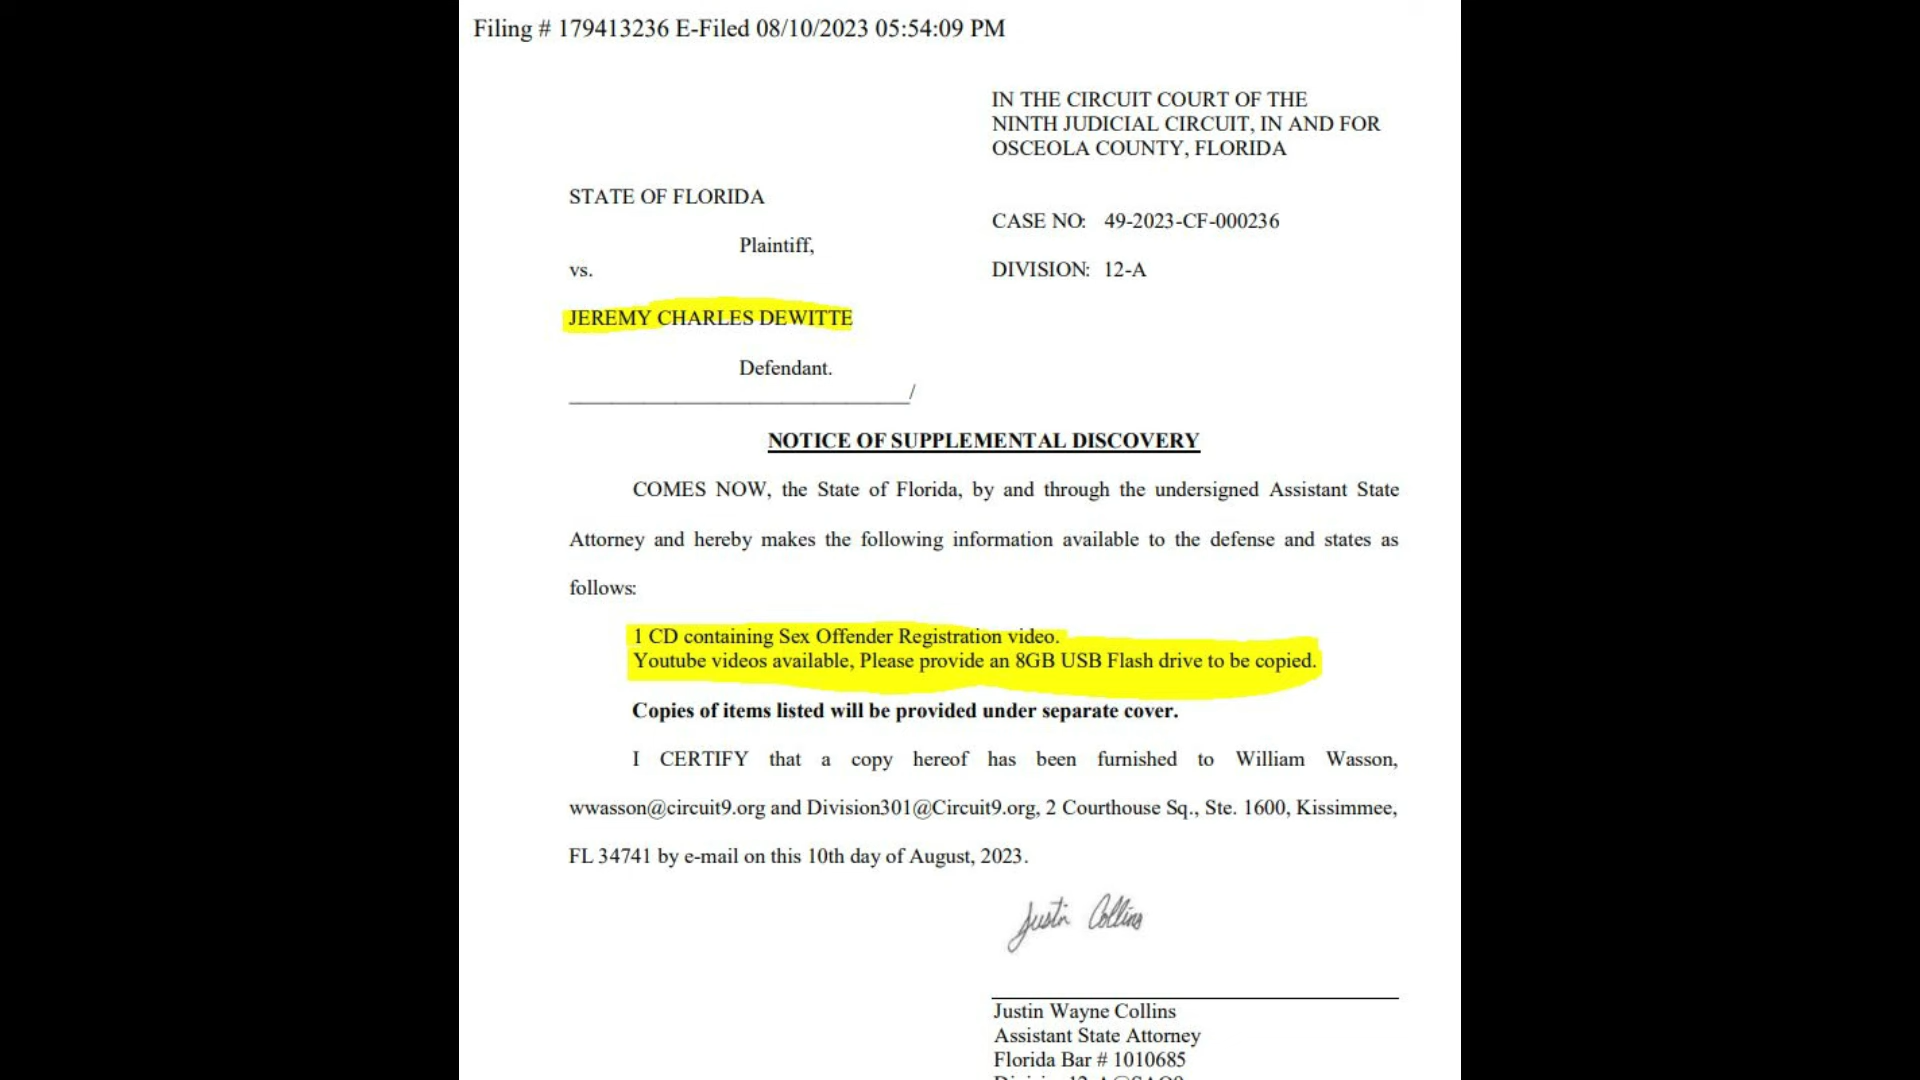 Filing # 179413236 E-Filed 08/10/2023 05:54:09 PM
IN THE CIRCUIT COURT OF THE
NINTH JUDICIAL CIRCUIT, IN AND FOR
OSCEOLA COUNTY, FLORIDA
STATE OF FLORIDA
CASE NO: 49-2023-CF-000236
Plaintiff,
vs.
DIVISION: 12-A
JEREMY CHARLES DEWITTE
Defendant.
/
NOTICE OF SUPPLEMENTAL DISCOVERY
COMES NOW, the State of Florida, by and through the undersigned Assistant State
Attorney and hereby makes the following information available to the defense and states as
follows:
1 CD containing Sex Offender Registration video.
Youtube videos available, Please provide an 8GB USB Flash drive to be copied.
Copies of items listed will be provided under separate cover.
I CERTIFY that a copy hereof has been furnished to William Wasson,
wwasson@circuit9.org and Division301@Circuit9.org, 2 Courthouse Sq., Ste. 1600, Kissimmee,
FL 34741 by e-mail on this 10th day of August, 2023.
Justin Collins
Justin Wayne Collins
Assistant State Attorney
Florida Bar # 1010685